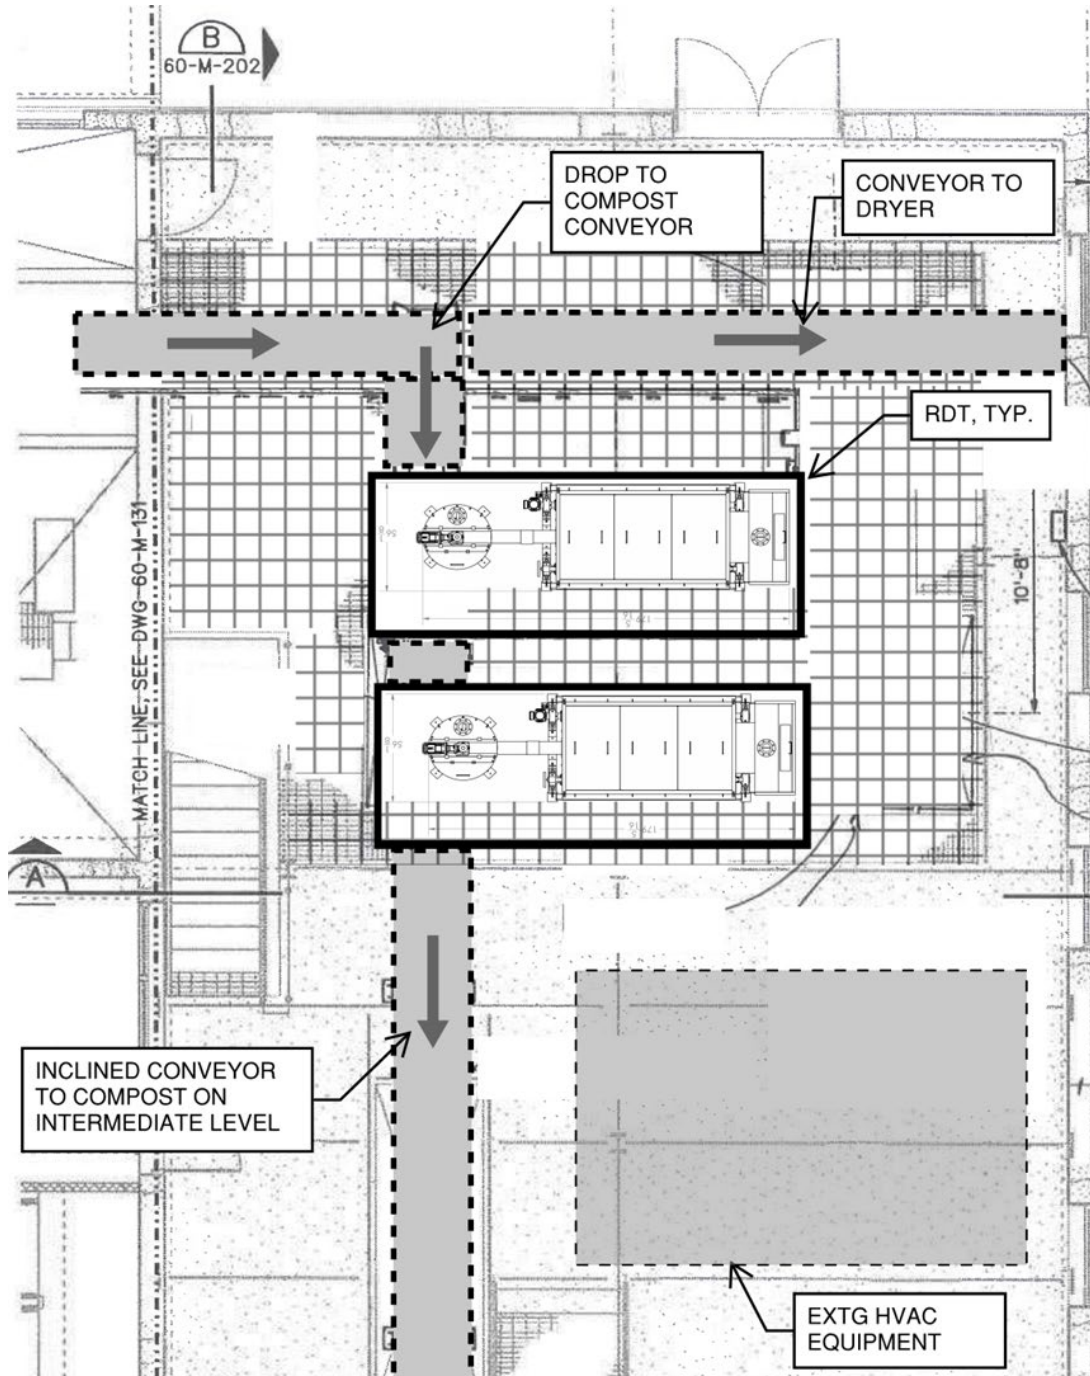 B
60-M-202
DROP TO
COMPOST
CONVEYOR
CONVEYOR TO
DRYER
RDT, TYP.
MATCH LINE, SEE DWG 60-M-131
10'-8"
A
INCLINED CONVEYOR
TO COMPOST ON
INTERMEDIATE LEVEL
EXTG HVAC
EQUIPMENT